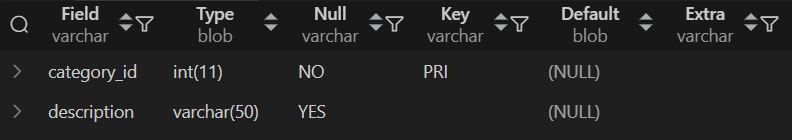 Field Type Null Key Default Extra
varchar blob varchar varchar blob varchar
category_id int(11) NO PRI (NULL)
description varchar(50) YES (NULL)